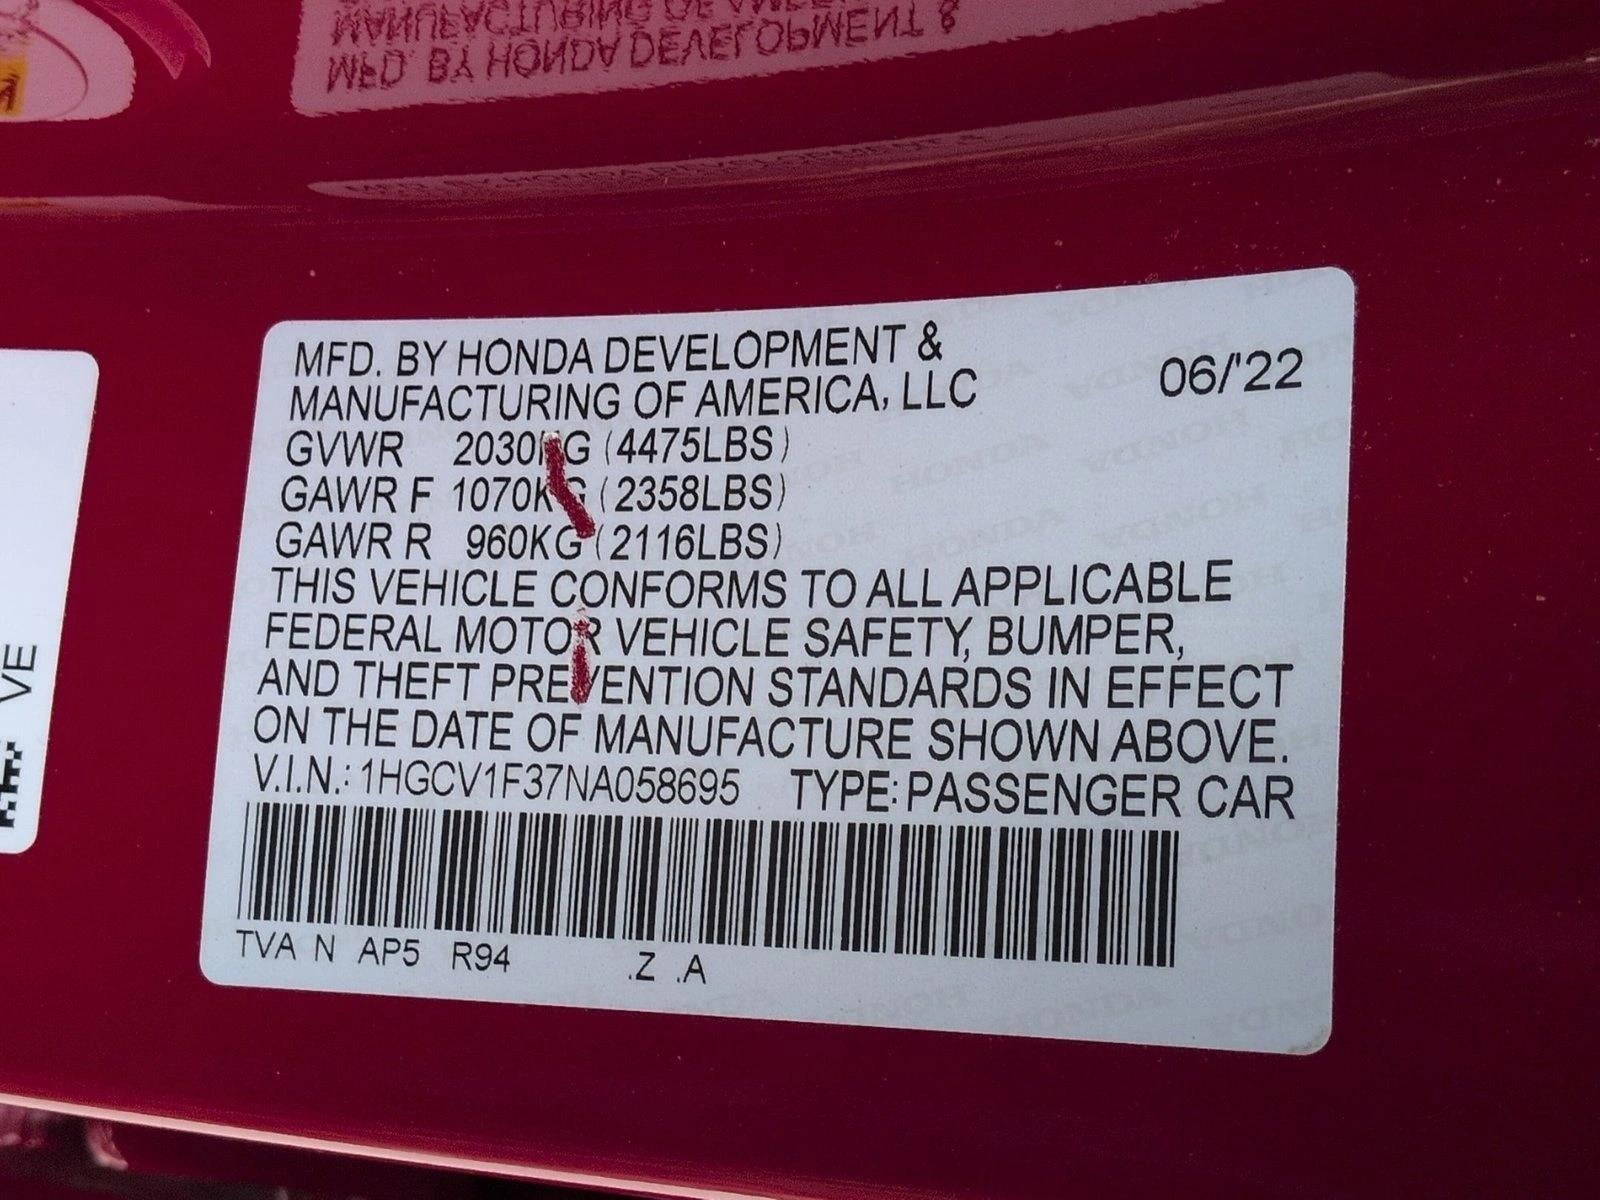 MFD. BY HONDA DEVELOPMENT &
MANUFACTURING OF AMERICA, LLC
06/'22
GVWR 2030KG (4475LBS)
GAWR F 1070KG (2358LBS)
GAWR R 960KG (2116LBS)
THIS VEHICLE CONFORMS TO ALL APPLICABLE
FEDERAL MOTOR VEHICLE SAFETY, BUMPER,
AND THEFT PREVENTION STANDARDS IN EFFECT
ON THE DATE OF MANUFACTURE SHOWN ABOVE.
V.I.N.: 1HGCV1F37NA058695 TYPE: PASSENGER CAR
TVA N AP5 R94 .Z .A
VE